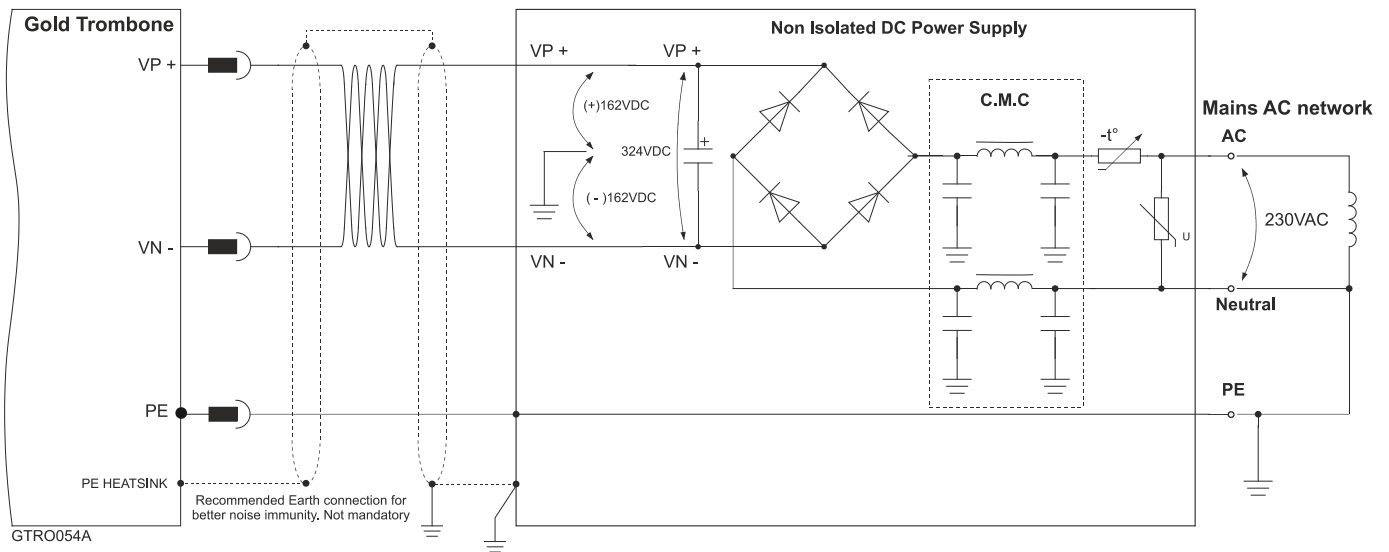 Gold Trombone
Non Isolated DC Power Supply
VP +
VP +
VP +
(+)162VDC
324VDC
+
(-)162VDC
C.M.C
-t°
Mains AC network
AC
230VAC
U
VN -
VN -
VN -
Neutral
PE
PE
PE HEATSINK
Recommended Earth connection for
better noise immunity. Not mandatory
GTRO054A